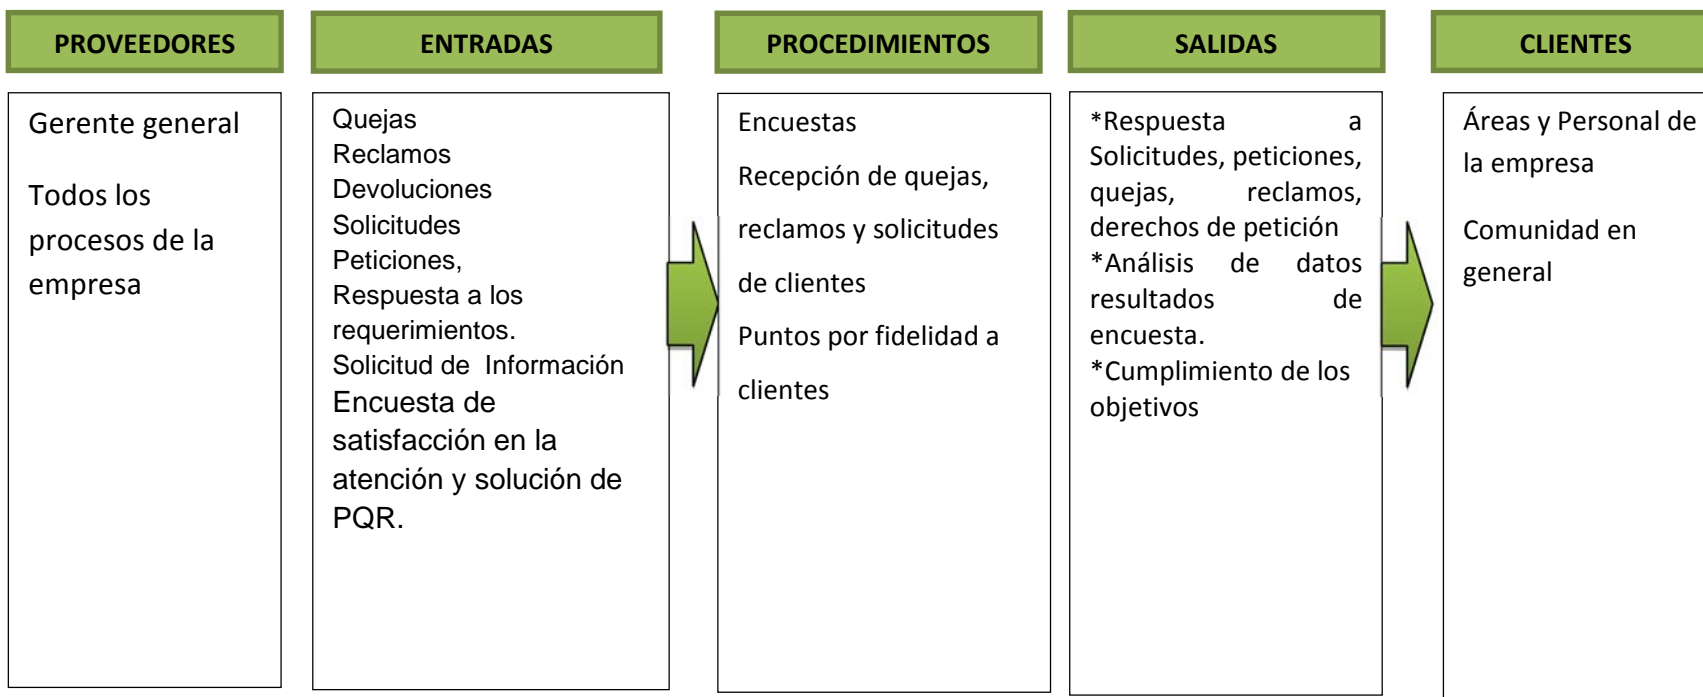 PROVEEDORES
Gerente general
Todos los
procesos de la
empresa
ENTRADAS
Quejas
Reclamos
Devoluciones
Solicitudes
Peticiones,
Respuesta a los
requerimientos.
Solicitud de Información
Encuesta de
satisfacción en la
atención y solución de
PQR.
PROCEDIMIENTOS
Encuestas
Recepción de quejas,
reclamos y solicitudes
de clientes
Puntos por fidelidad a
clientes
SALIDAS
*Respuesta a
Solicitudes, peticiones,
quejas, reclamos,
derechos de petición
*Análisis de datos
resultados de
encuesta.
*Cumplimiento de los
objetivos
CLIENTES
Áreas y Personal de
la empresa
Comunidad en
general